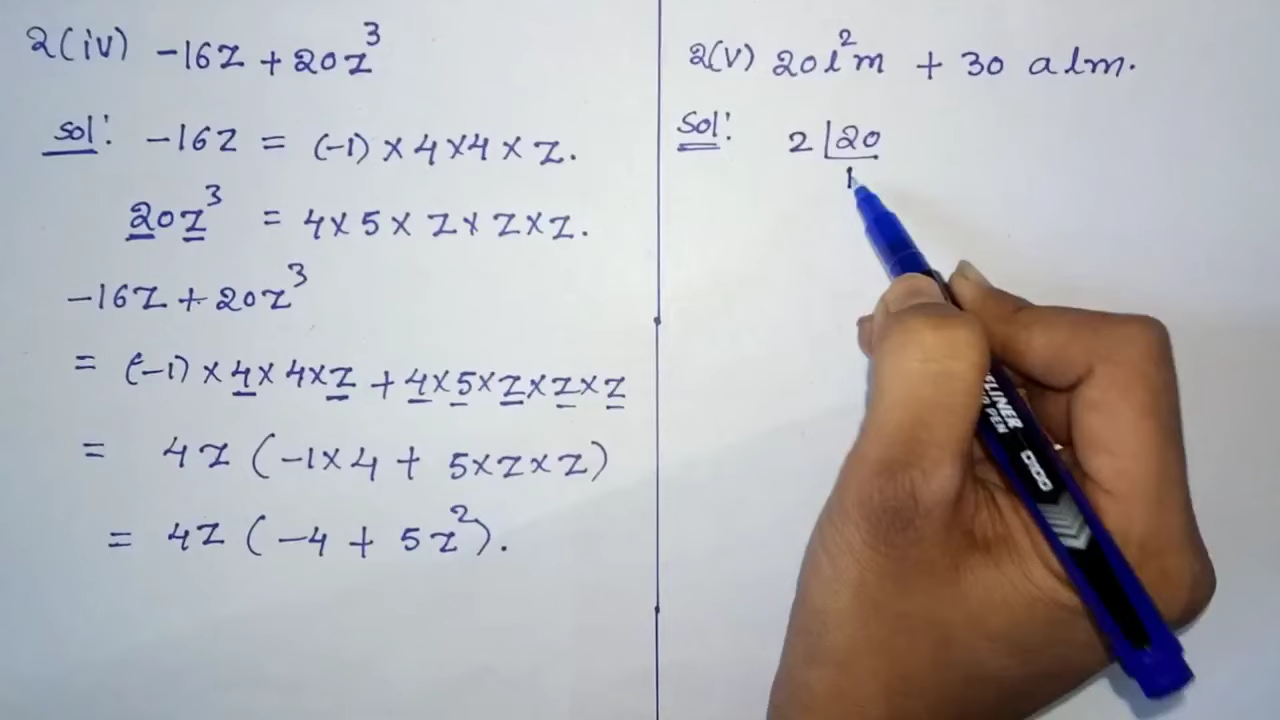 2(iv) -16z + 20z³
Sol: -16z = (-1) × 4 × 4 × z.
20z³ = 4 × 5 × z × z × z.
-16z + 20z³
= (-1) × 4 × 4 × z + 4 × 5 × z × z × z
= 4z (-1 × 4 + 5 × z × z)
= 4z (-4 + 5z²).
2(v) 20l²m + 30 alm.
Sol: 2 | 20
1